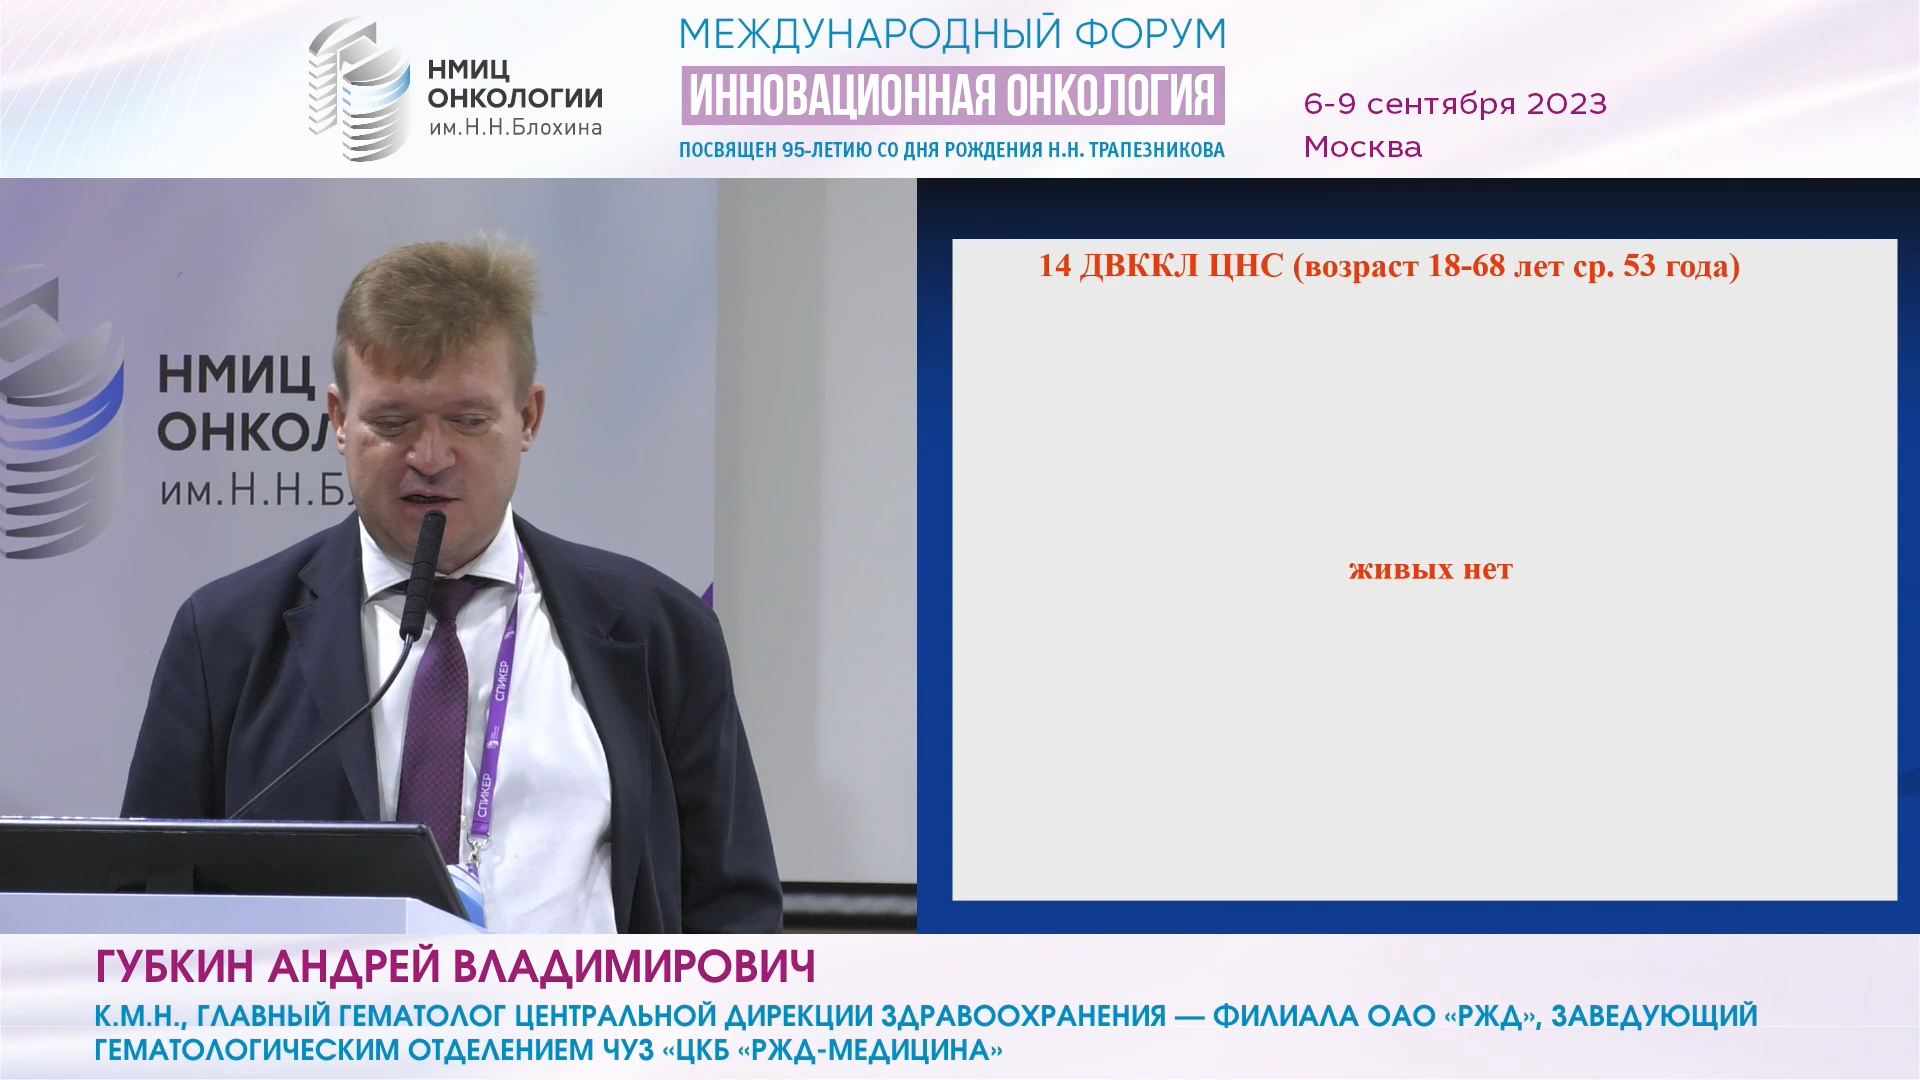 НМИЦ
ОНКОЛОГИИ
им.Н.Н.Блохина
МЕЖДУНАРОДНЫЙ ФОРУМ
ИННОВАЦИОННАЯ ОНКОЛОГИЯ
ПОСВЯЩЕН 95-ЛЕТИЮ СО ДНЯ РОЖДЕНИЯ Н.Н. ТРАПЕЗНИКОВА
6-9 сентября 2023
Москва
НМИЦ
ОНКОЛ
им.Н.Н.Бл
СПИКЕР
СПИКЕР
14 ДВККЛ ЦНС (возраст 18-68 лет ср. 53 года)
живых нет
ГУБКИН АНДРЕЙ ВЛАДИМИРОВИЧ
К.М.Н., ГЛАВНЫЙ ГЕМАТОЛОГ ЦЕНТРАЛЬНОЙ ДИРЕКЦИИ ЗДРАВООХРАНЕНИЯ — ФИЛИАЛА ОАО «РЖД», ЗАВЕДУЮЩИЙ
ГЕМАТОЛОГИЧЕСКИМ ОТДЕЛЕНИЕМ ЧУЗ «ЦКБ «РЖД-МЕДИЦИНА»